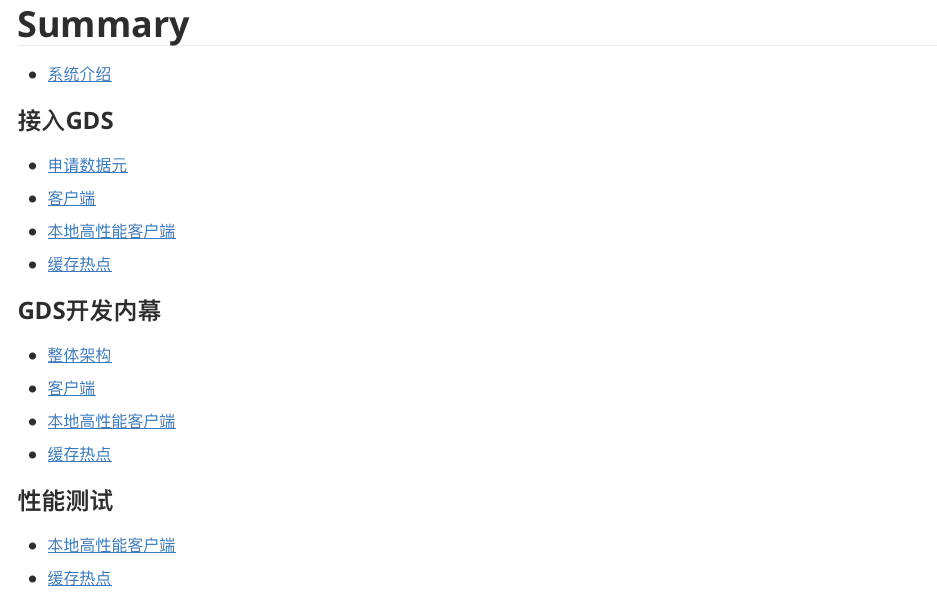 Summary
系统介绍
接入GDS
申请数据元
客户端
本地高性能客户端
缓存热点
GDS开发内幕
整体架构
客户端
本地高性能客户端
缓存热点
性能测试
本地高性能客户端
缓存热点